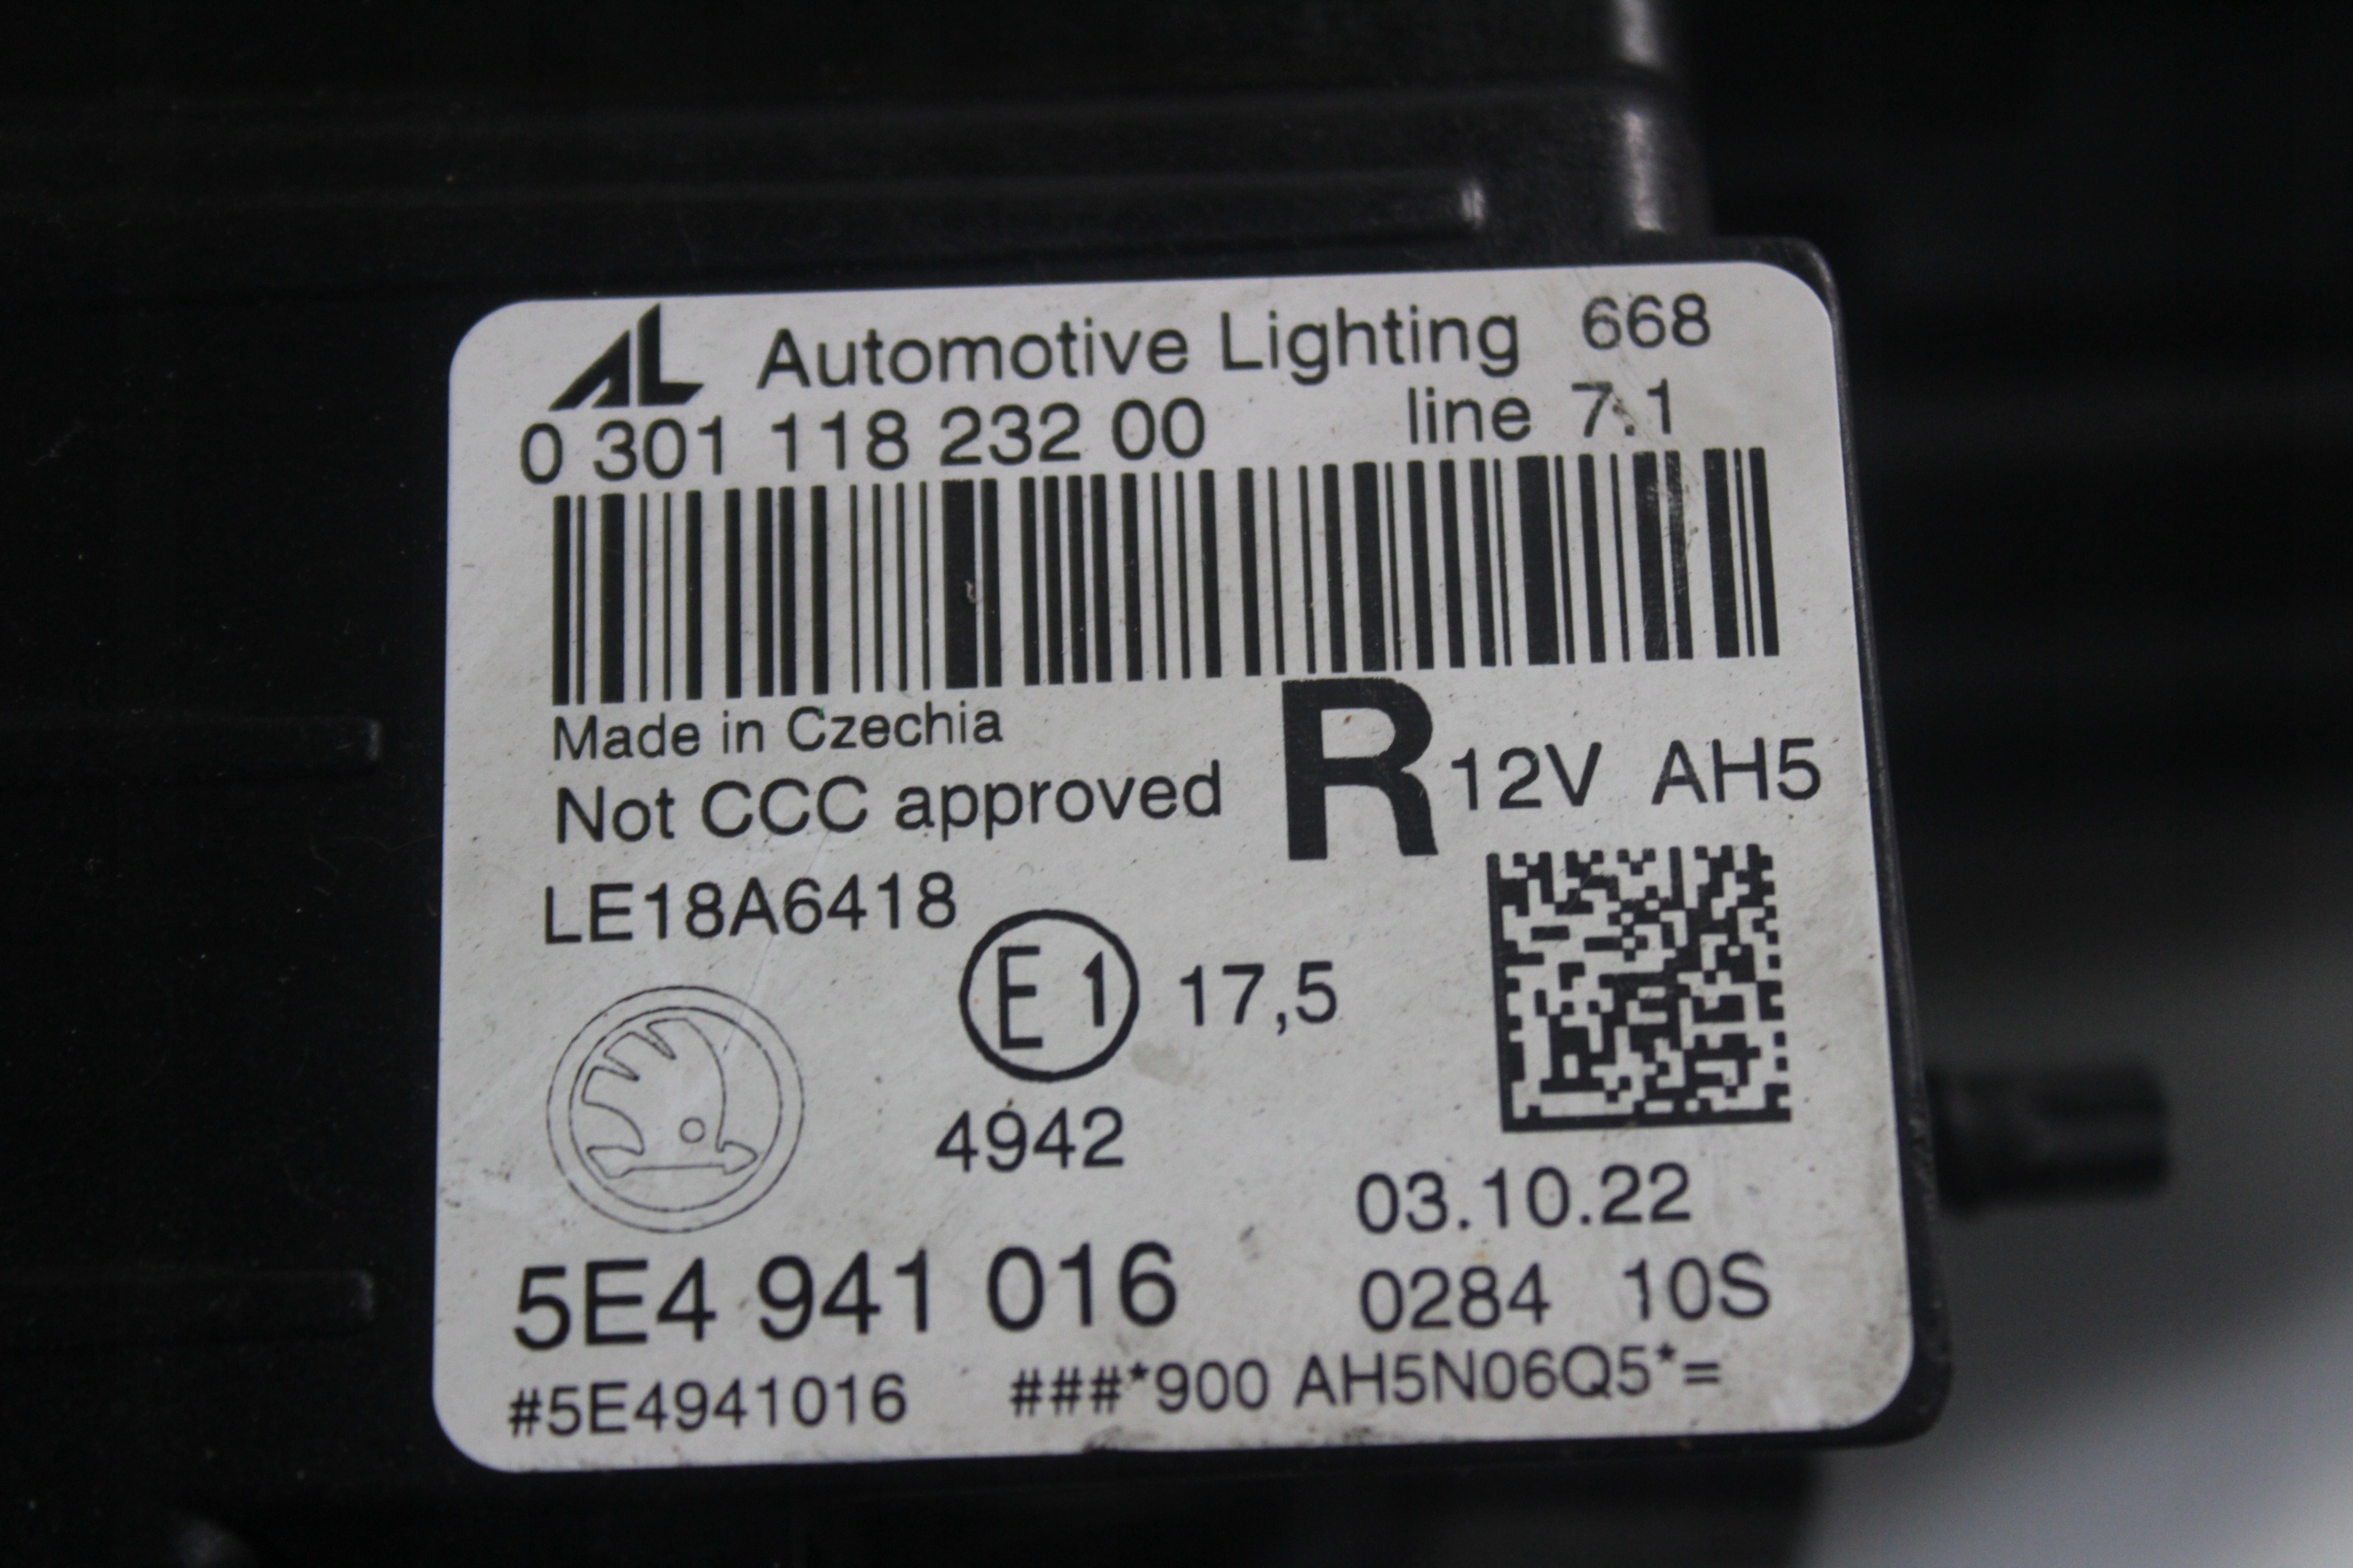 AL Automotive Lighting 668
0 301 118 232 00 line 7.1
Made in Czechia
Not CCC approved R 12V AH5
LE18A6418
E1 17,5
4942
03.10.22
5E4 941 016 0284 10S
#5E4941016 ###*900 AH5N06Q5*=